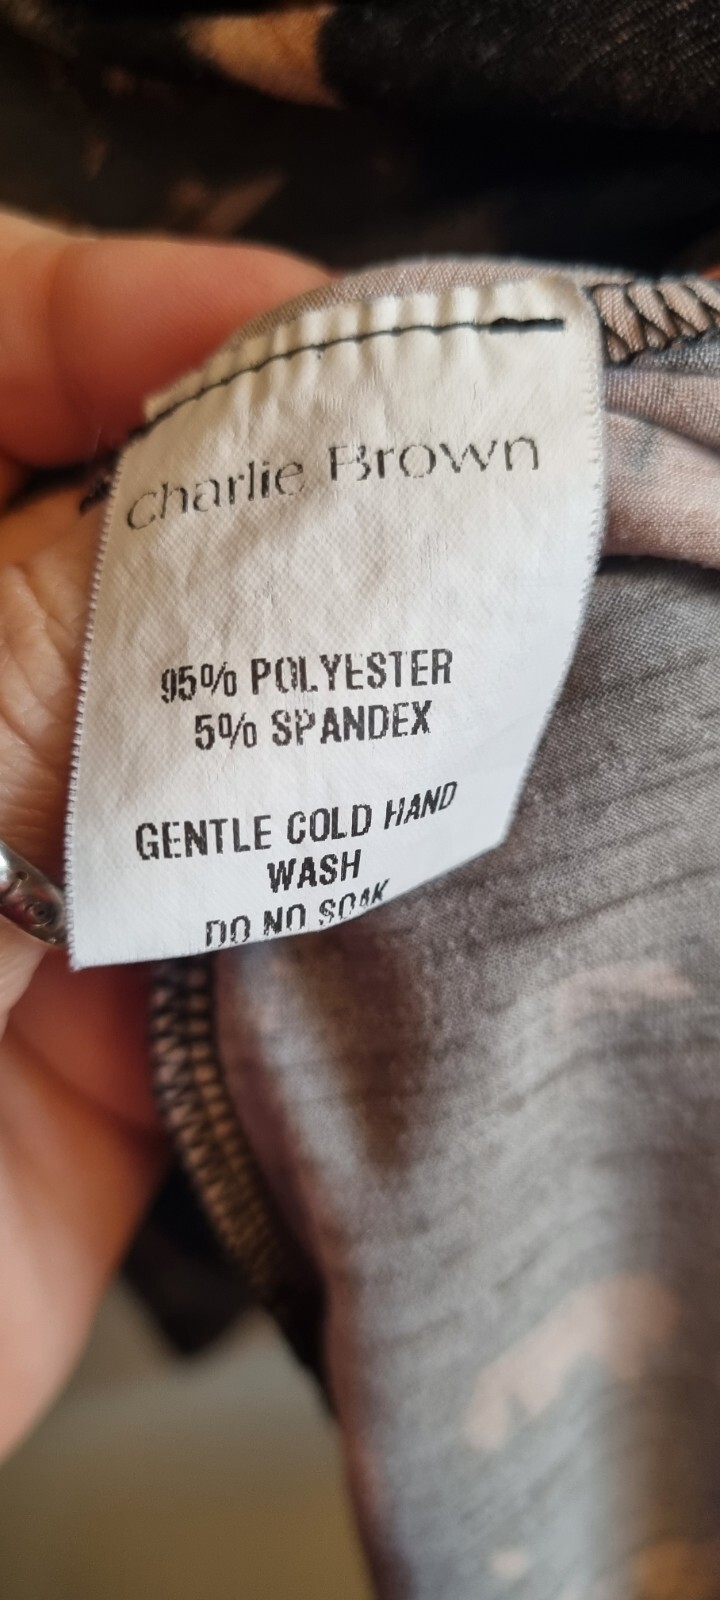 Charlie Brown
95% POLYESTER
5% SPANDEX
GENTLE COLD HAND
WASH
DO NO SOAK